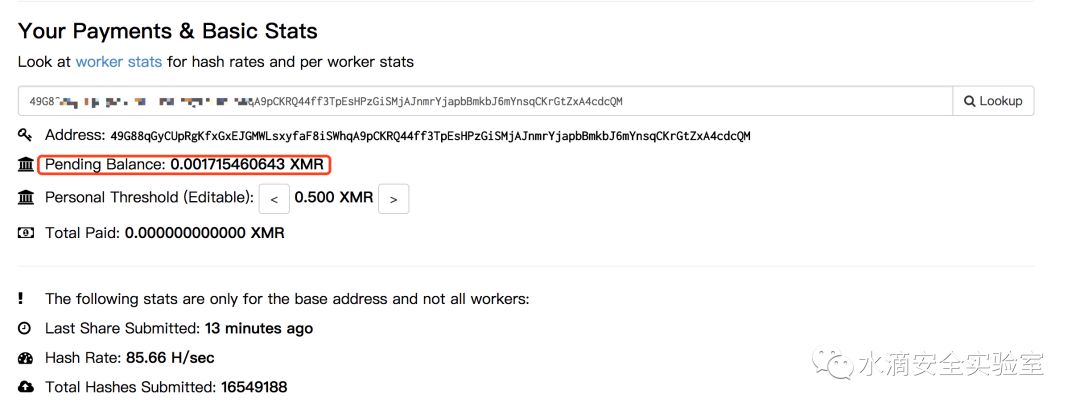 Your Payments & Basic Stats
Look at worker stats for hash rates and per worker stats
49G8 A9pCKRQ44ff3TpEsHPzGiSMjAJnmrYjapbBmkbJ6mYnsqCKrGtZxA4cdcQM Lookup
Address: 49G88qGyCUpRgKfxGxEJGMWLsxyfaF8iSWhqA9pCKRQ44ff3TpEsHPzGiSMjAJnmrYjapbBmkbJ6mYnsqCKrGtZxA4cdcQM
Pending Balance: 0.001715460643 XMR
Personal Threshold (Editable): < 0.500 XMR >
Total Paid: 0.000000000000 XMR
The following stats are only for the base address and not all workers:
Last Share Submitted: 13 minutes ago
Hash Rate: 85.66 H/sec
Total Hashes Submitted: 16549188
水滴安全实验室